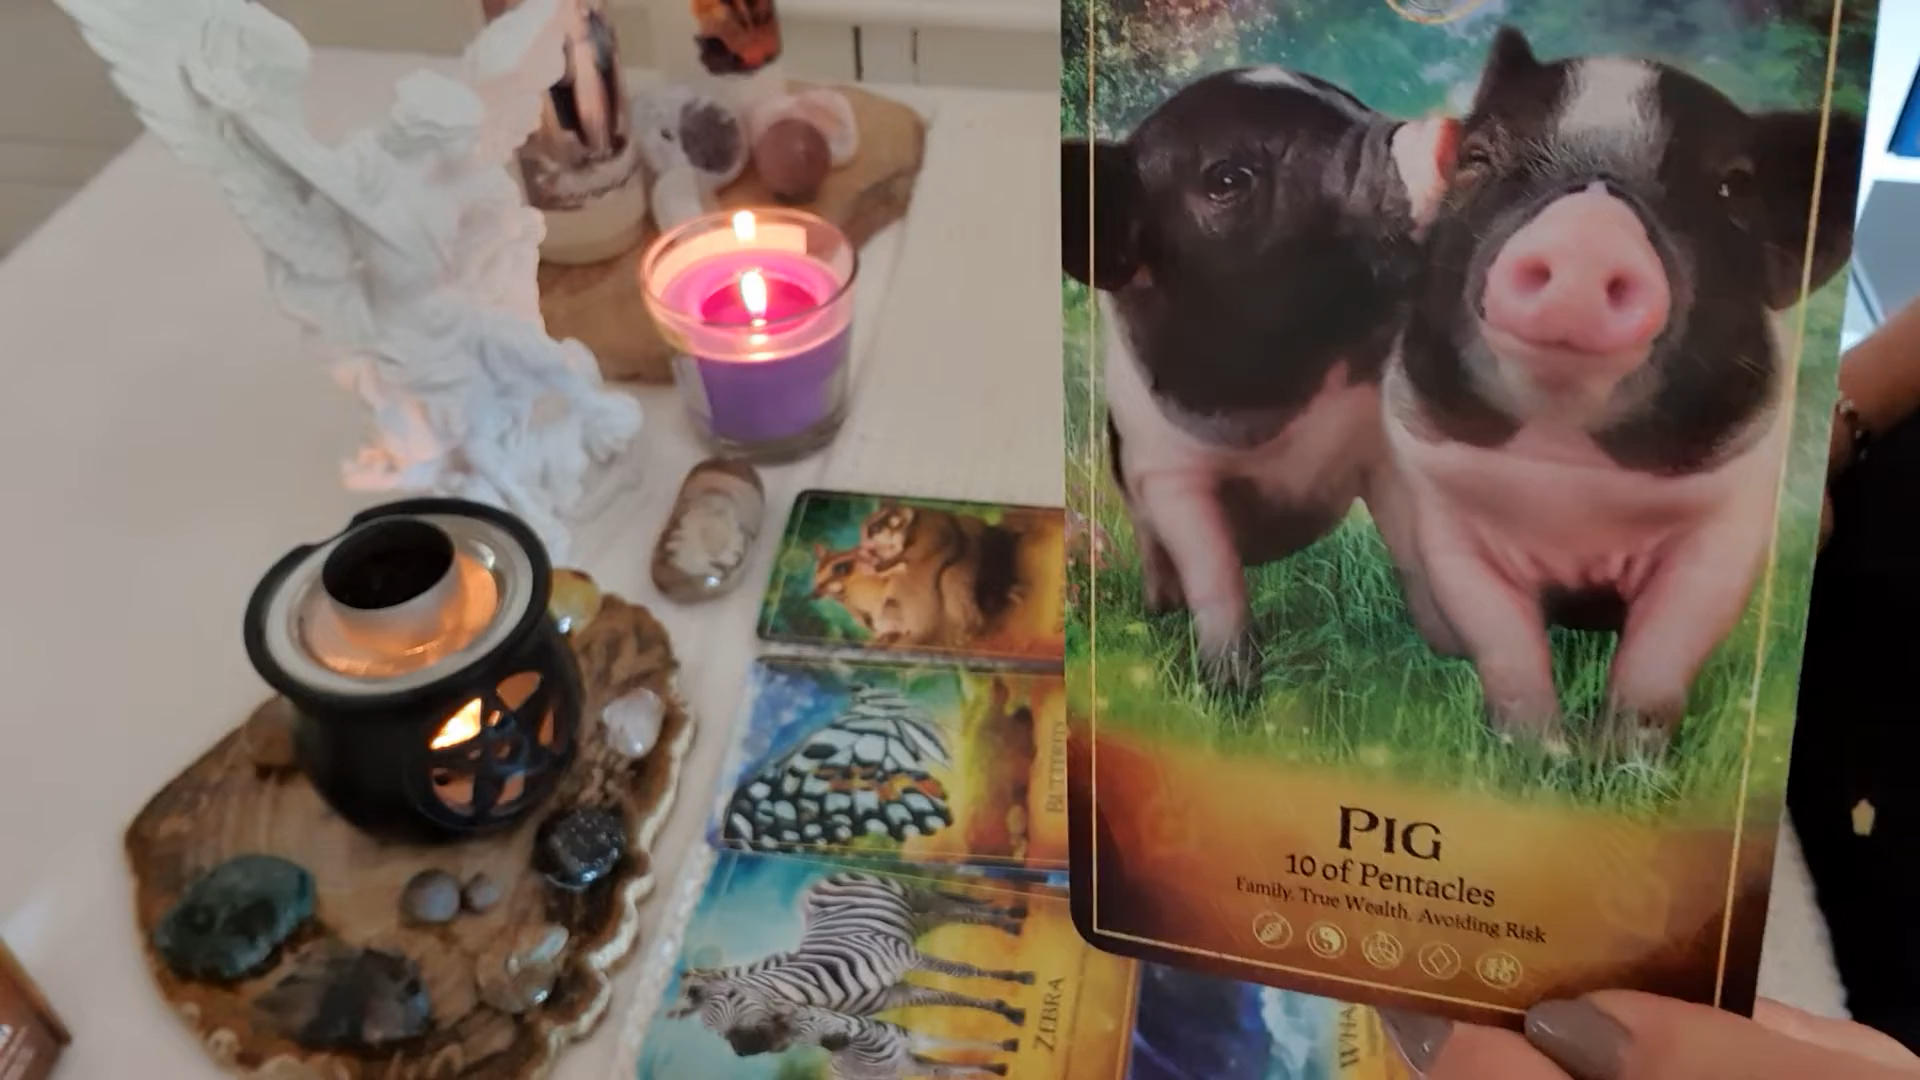 PIG
10 of Pentacles
Family, True Wealth, Avoiding Risk
ZEBRA